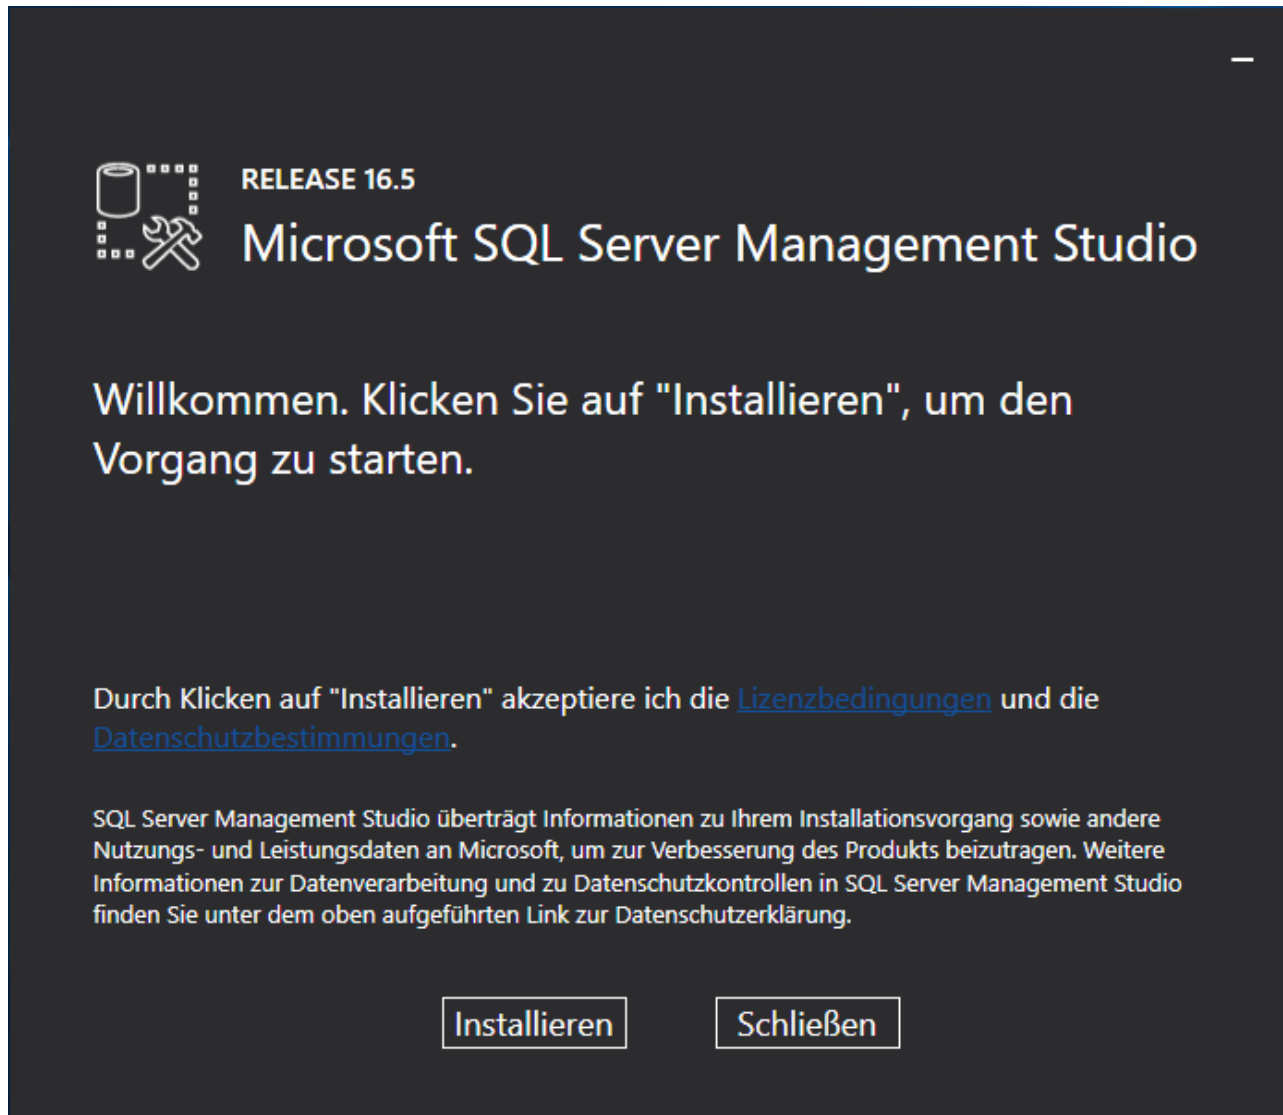 RELEASE 16.5
Microsoft SQL Server Management Studio
Willkommen. Klicken Sie auf "Installieren", um den
Vorgang zu starten.
Durch Klicken auf "Installieren" akzeptiere ich die Lizenzbedingungen und die
Datenschutzbestimmungen.
SQL Server Management Studio überträgt Informationen zu Ihrem Installationsvorgang sowie andere
Nutzungs- und Leistungsdaten an Microsoft, um zur Verbesserung des Produkts beizutragen. Weitere
Informationen zur Datenverarbeitung und zu Datenschutzkontrollen in SQL Server Management Studio
finden Sie unter dem oben aufgeführten Link zur Datenschutzerklärung.
Installieren
Schließen